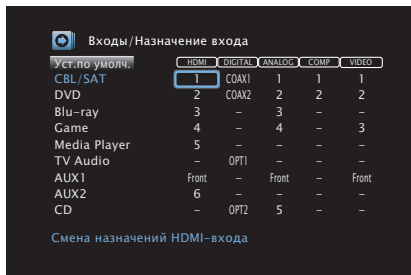 Входы/Назначение входа
Уст.по умолч. HDMI DIGITAL ANALOG COMP VIDEO
CBL/SAT 1 COAX1 1 1 1
DVD 2 COAX2 2 2 2
Blu-ray 3 – 3 – –
Game 4 – 4 – 3
Media Player 5 – – – –
TV Audio – OPT1 – – –
AUX1 Front – Front – Front
AUX2 6 – – – –
CD – OPT2 5 – –
Смена назначений HDMI-входа